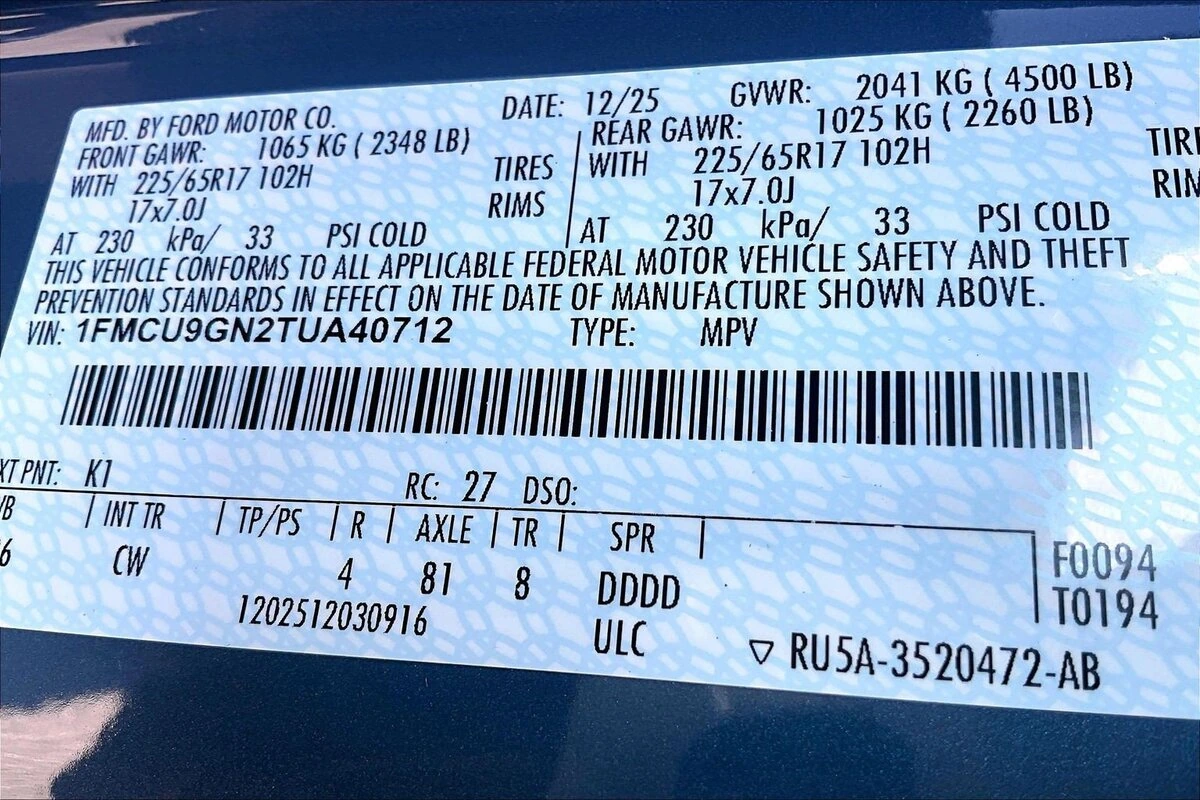 MFD. BY FORD MOTOR CO. DATE: 12/25 GVWR: 2041 KG ( 4500 LB)
FRONT GAWR: 1065 KG ( 2348 LB) REAR GAWR: 1025 KG ( 2260 LB)
WITH 225/65R17 102H TIRES WITH 225/65R17 102H TIR
17x7.0J RIMS 17x7.0J RIM
AT 230 kPa/ 33 PSI COLD AT 230 kPa/ 33 PSI COLD
THIS VEHICLE CONFORMS TO ALL APPLICABLE FEDERAL MOTOR VEHICLE SAFETY AND THEFT
PREVENTION STANDARDS IN EFFECT ON THE DATE OF MANUFACTURE SHOWN ABOVE.
VIN: 1FMCU9GN2TUA40712 TYPE: MPV
XT PNT: K1 RC: 27 DSO:
/B INT TR TP/PS R AXLE TR SPR F0094
6 CW 4 81 8 DDDD T0194
1202512030916 ULC ▽ RU5A-3520472-AB